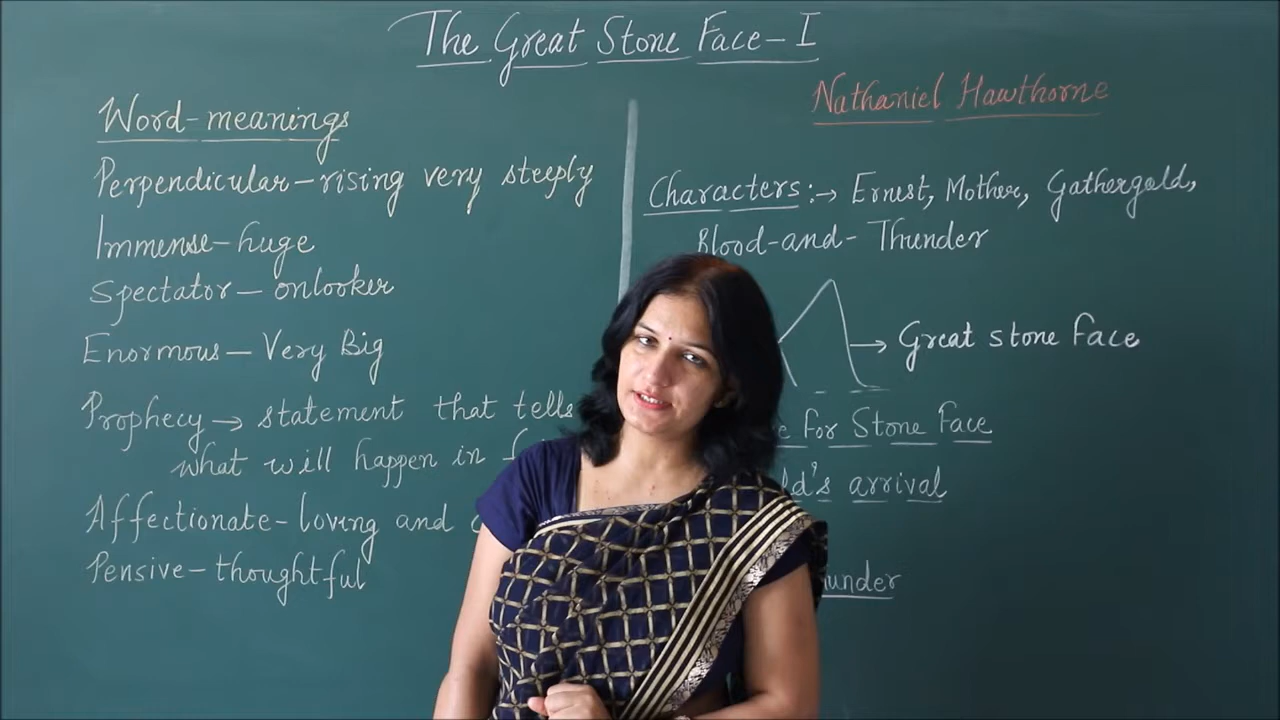 The Great Stone Face-I
Nathaniel Hawthorne
Word-meanings
Perpendicular-rising very steeply
Immense-huge
Spectator-onlooker
Enormous-Very Big
Prophecy→statement that tells
what will happen in
Affectionate-loving and
Pensive-thoughtful
Characters:→Ernest, Mother, Gathergold,
Blood-and-Thunder
→Great stone face
for Stone Face
arrival